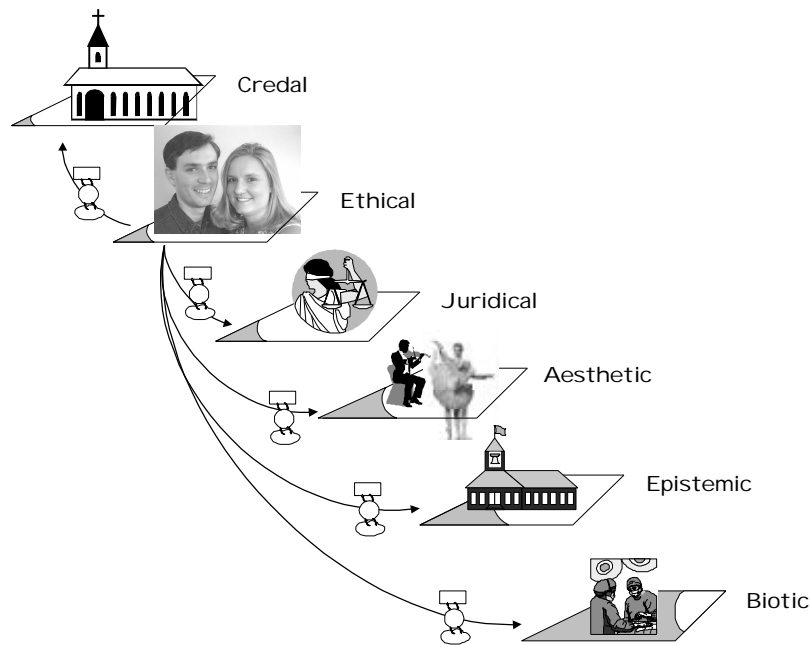 Credal
Ethical
Juridical
Aesthetic
Epistemic
Biotic